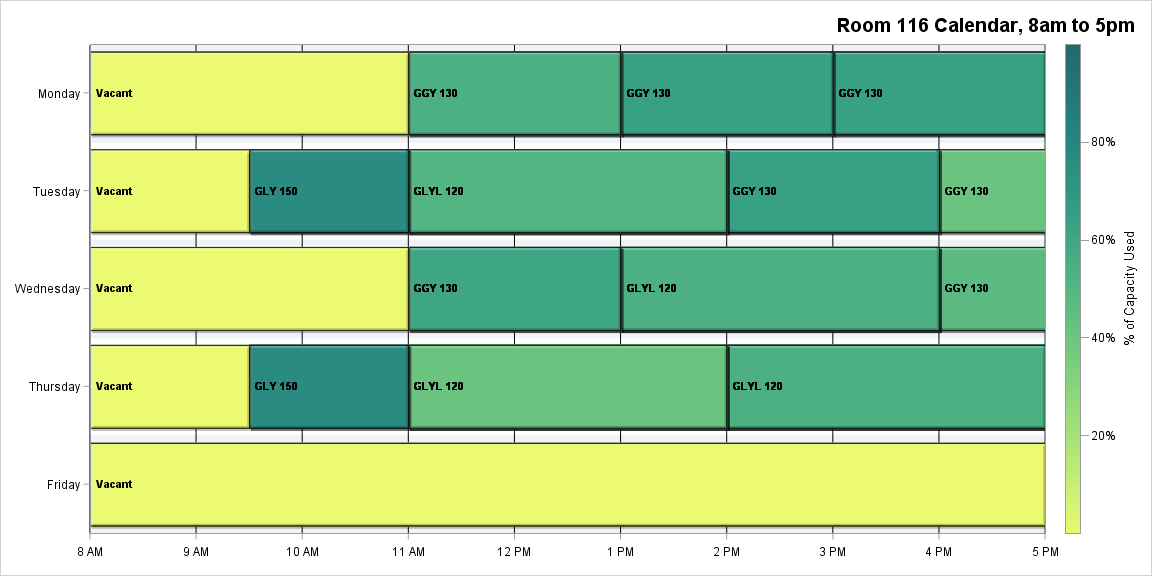 Room 116 Calendar, 8am to 5pm
Monday
Vacant
GGY 130
GGY 130
GGY 130
Tuesday
Vacant
GLY 150
GLYL 120
GGY 130
GGY 130
Wednesday
Vacant
GGY 130
GLYL 120
GGY 130
Thursday
Vacant
GLY 150
GLYL 120
GLYL 120
Friday
Vacant
8 AM
9 AM
10 AM
11 AM
12 PM
1 PM
2 PM
3 PM
4 PM
5 PM
80%
60%
40%
20%
% of Capacity Used